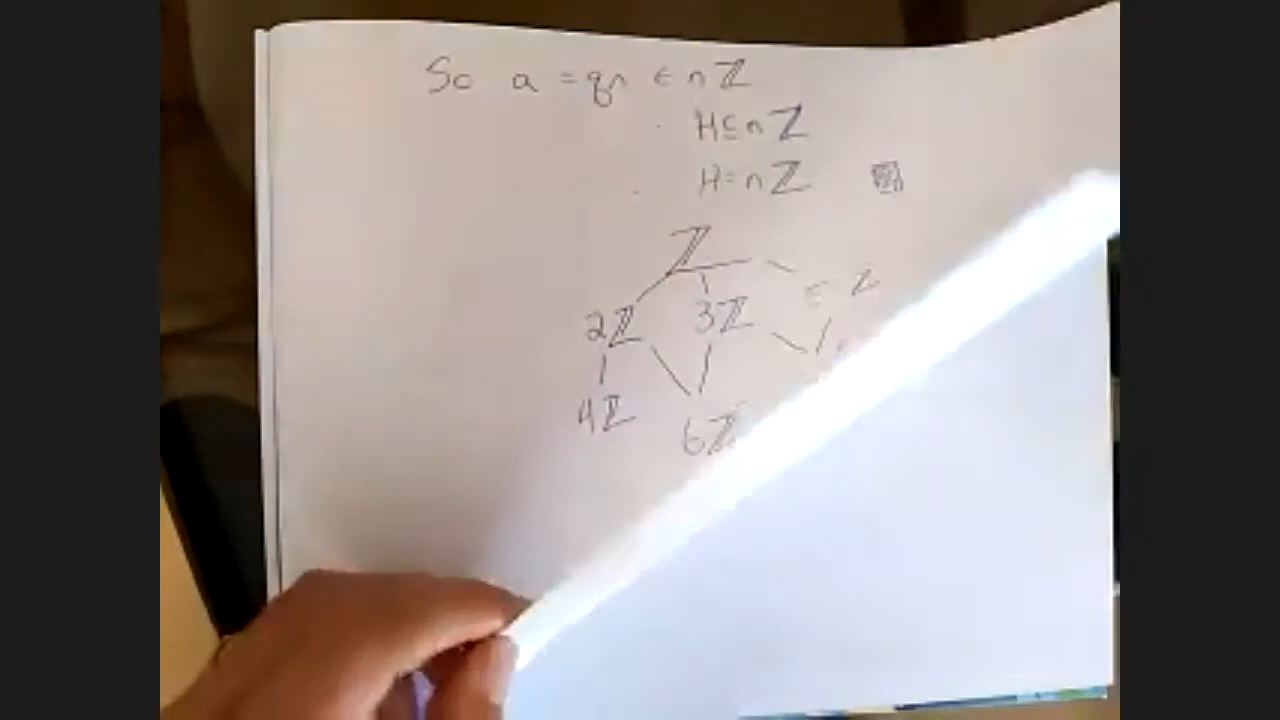 So a = qn ∈ nℤ
H ⊆ nℤ
H = nℤ
ℤ
2ℤ 3ℤ ℤ
4ℤ 6ℤ